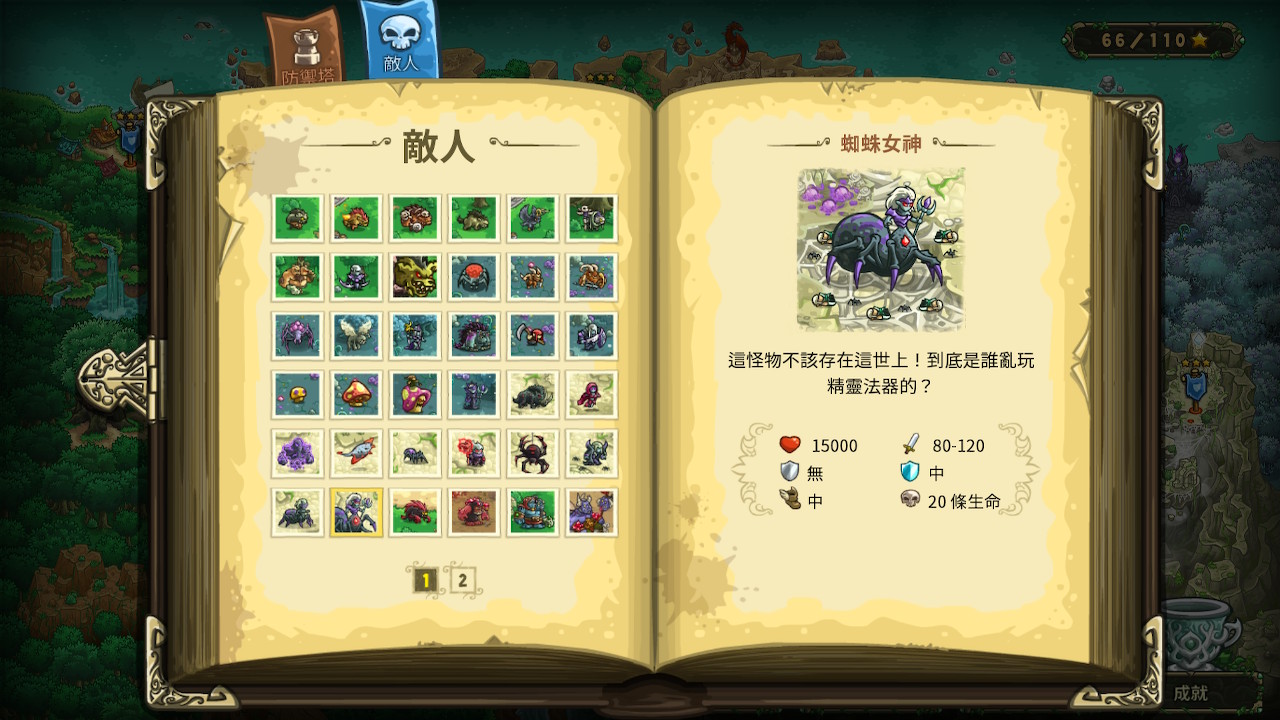 防禦塔
敵人
66/110
敵人
蜘蛛女神
這怪物不該存在這世上！到底是誰亂玩
精靈法器的？
15000
80-120
無
中
中
20 條生命
1
2
成就